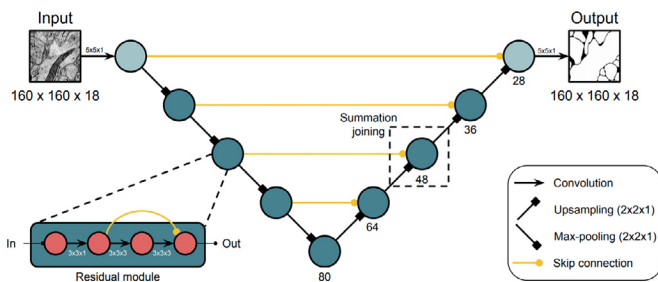 Input
Output
5x5x1
5x5x1
160 x 160 x 18
28
160 x 160 x 18
Summation
joining
36
48
64
80
In
3x3x1
3x3x3
3x3x3
Out
Residual module
Convolution
Upsampling (2x2x1)
Max-pooling (2x2x1)
Skip connection